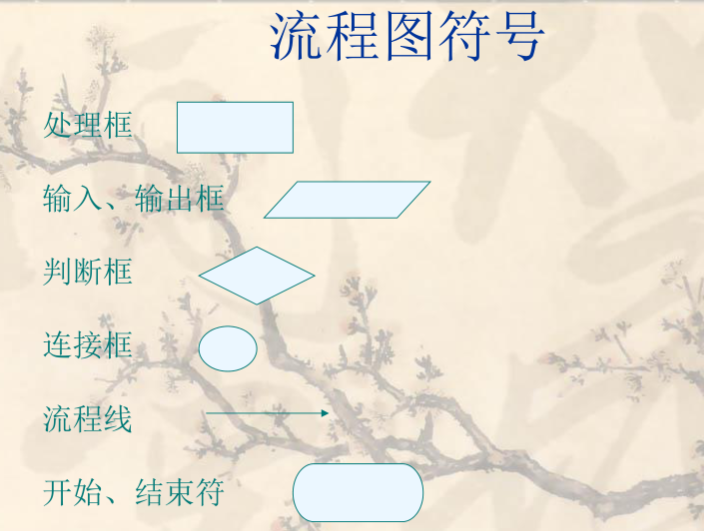 流程图符号
处理框
输入、输出框
判断框
连接框
流程线
开始、结束符